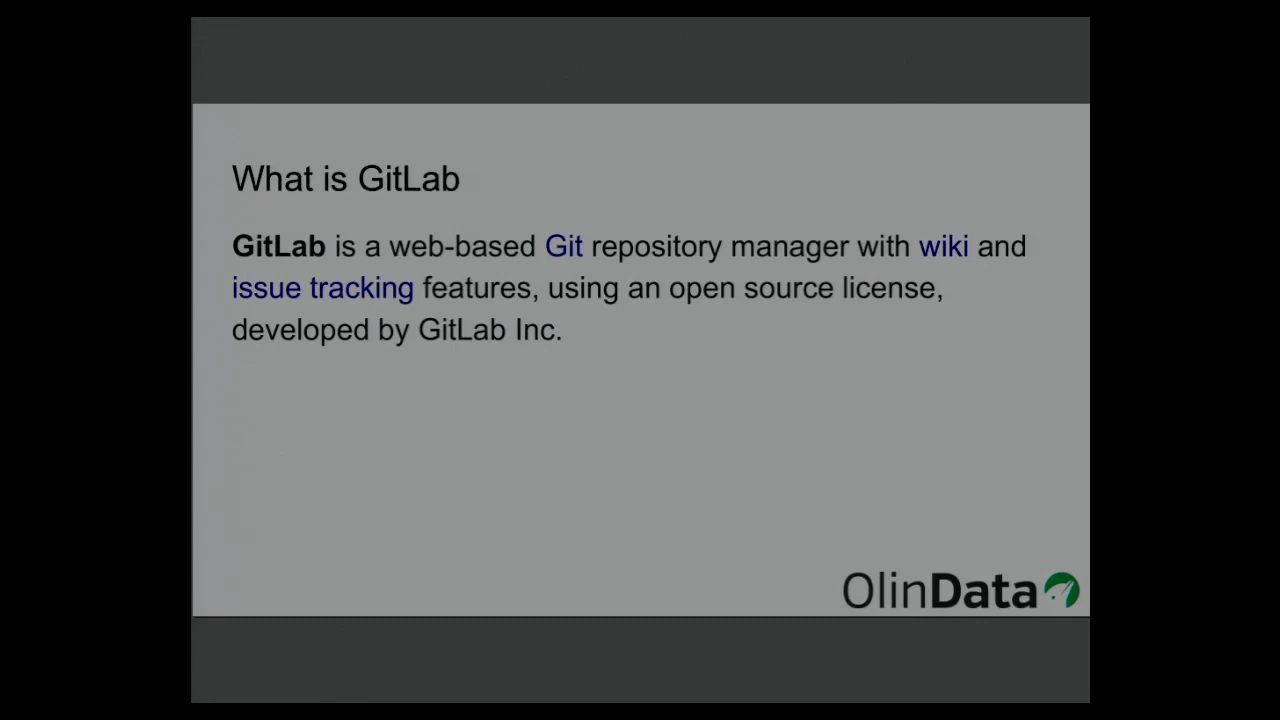 What is GitLab
GitLab is a web-based Git repository manager with wiki and
issue tracking features, using an open source license,
developed by GitLab Inc.
OlinData